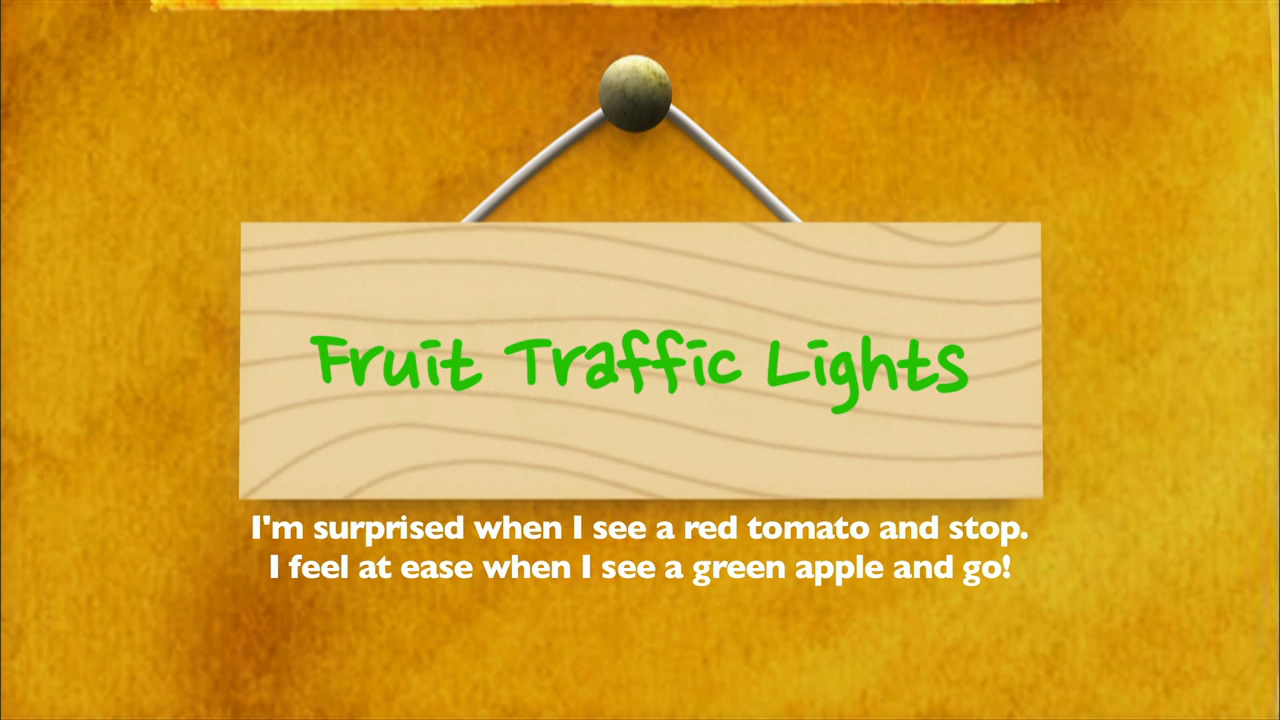 Fruit Traffic Lights
I'm surprised when I see a red tomato and stop.
I feel at ease when I see a green apple and go!